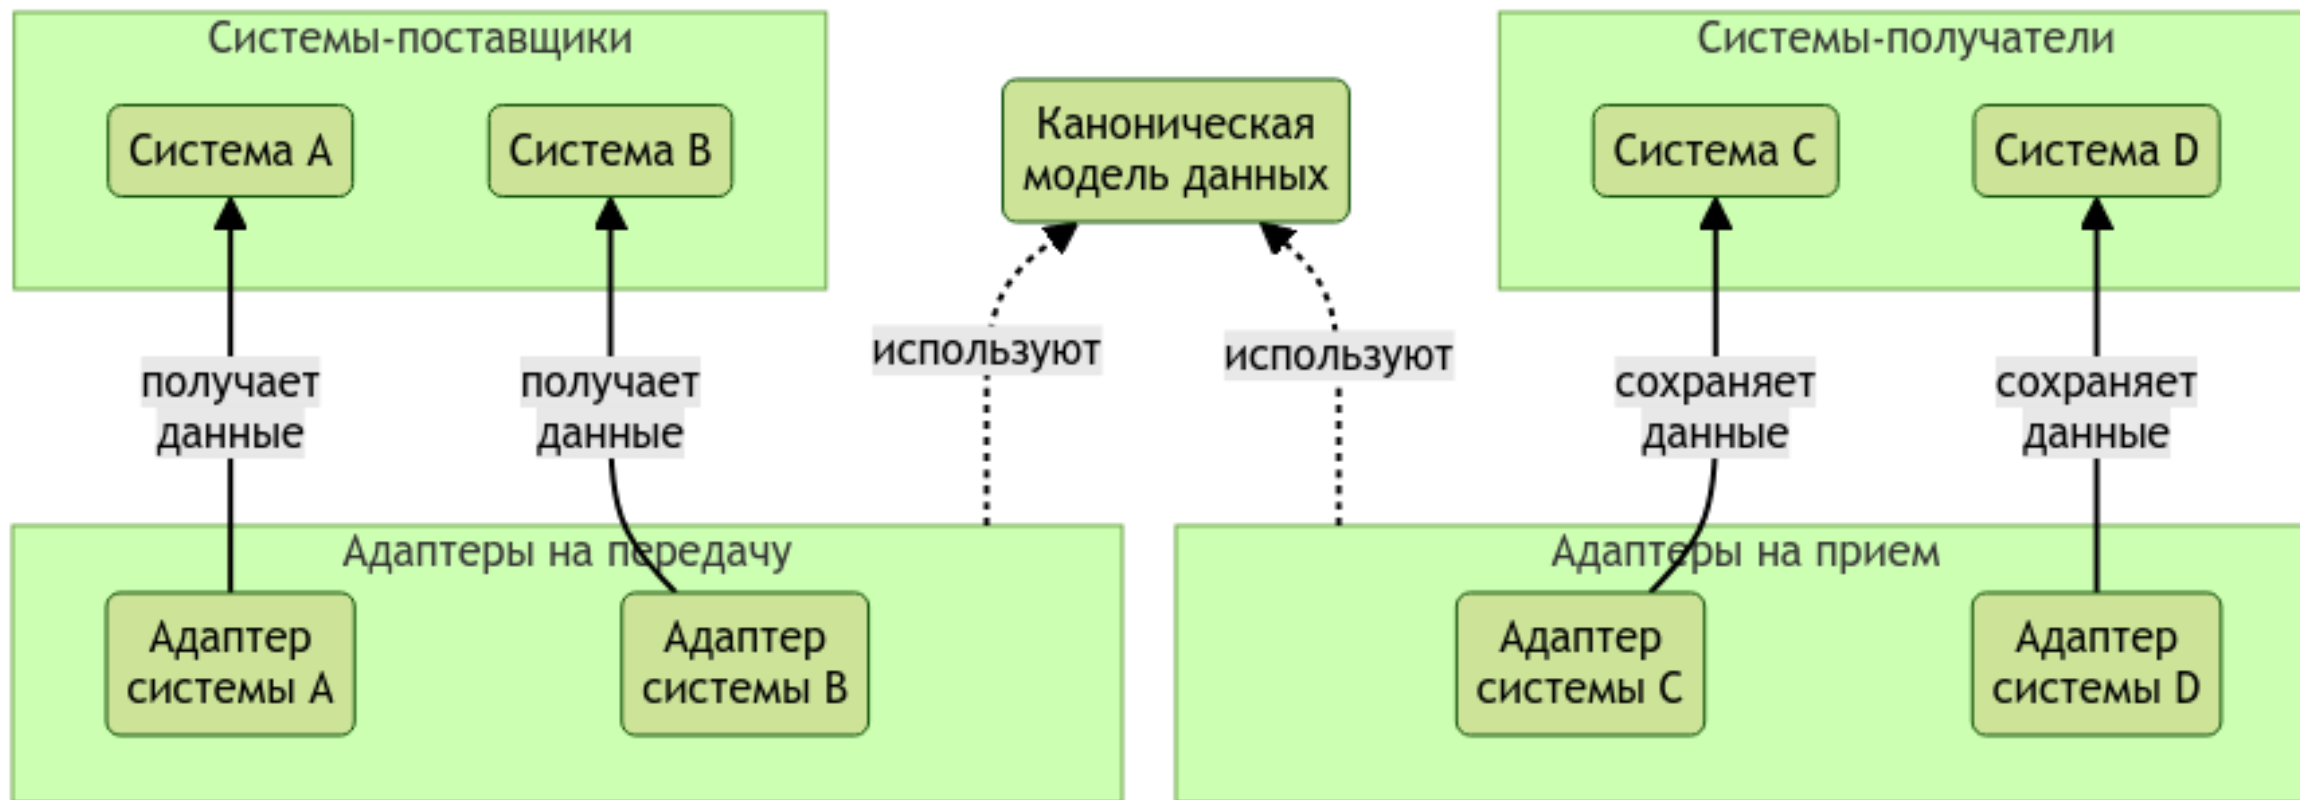 Системы-поставщики
Система A
Система B
Каноническая
модель данных
Системы-получатели
Система C
Система D
получает
данные
получает
данные
используют
используют
сохраняет
данные
сохраняет
данные
Адаптеры на передачу
Адаптер
системы A
Адаптер
системы B
Адаптеры на прием
Адаптер
системы C
Адаптер
системы D